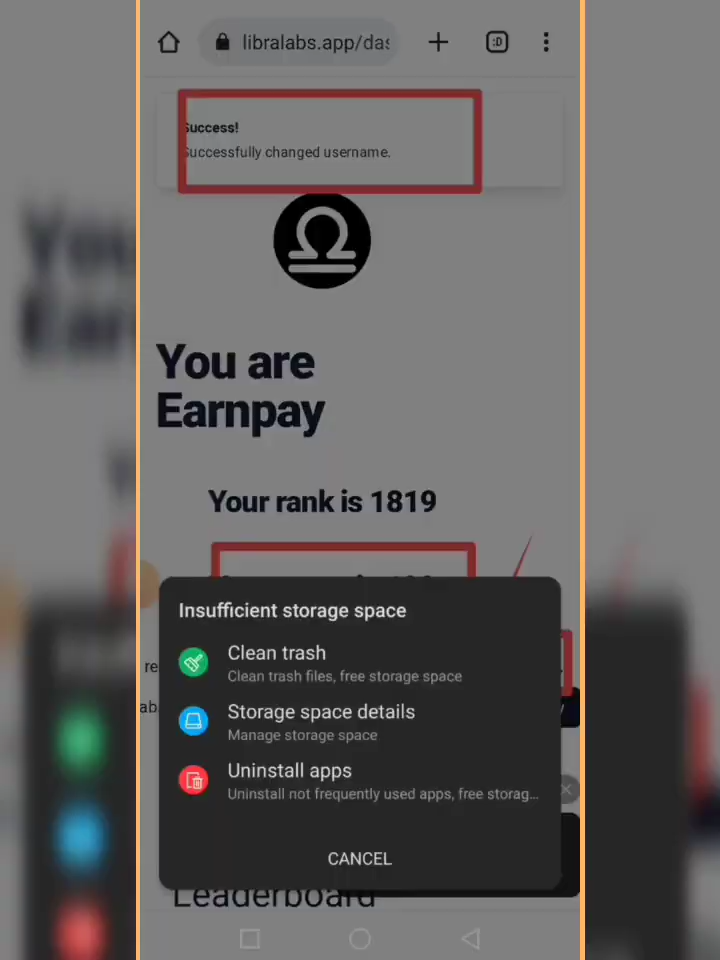 libralabs.app/das
Success!
Successfully changed username.
You are
Earnpay
Your rank is 1819
Insufficient storage space
Clean trash
Clean trash files, free storage space
Storage space details
Manage storage space
Uninstall apps
Uninstall not frequently used apps, free storag...
CANCEL
Leaderboard